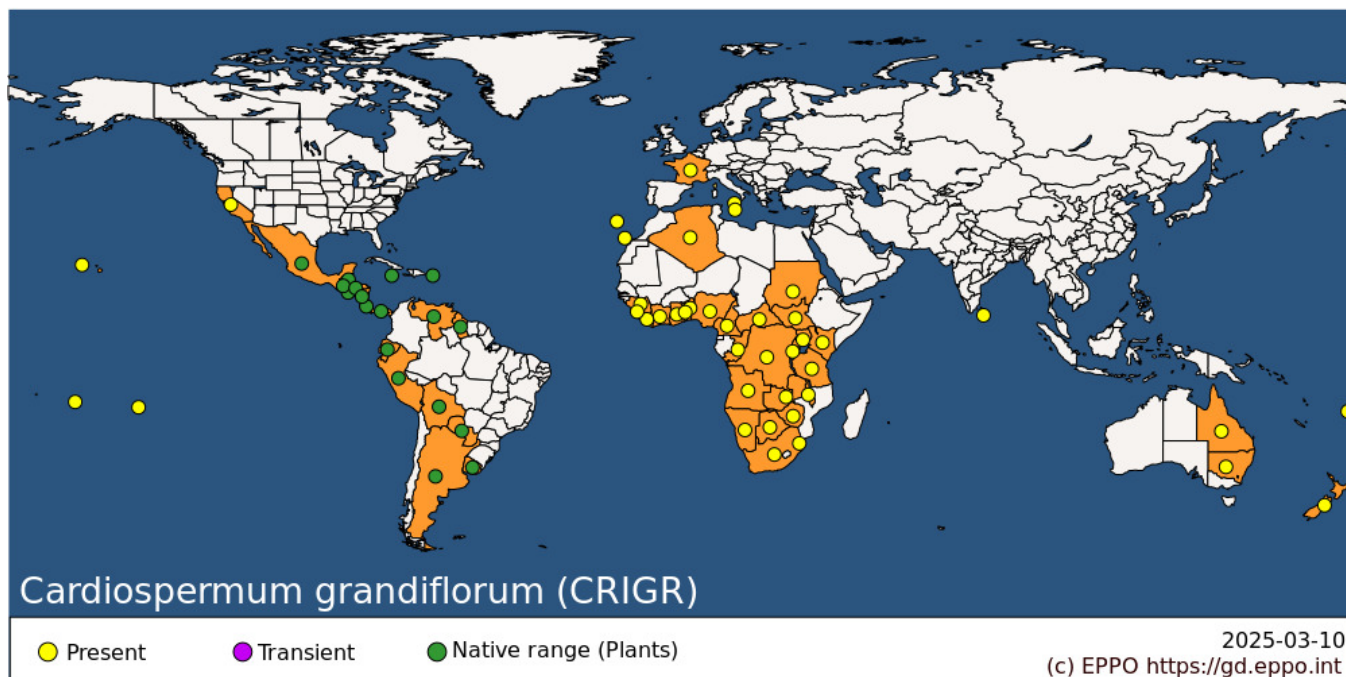 Cardiospermum grandiflorum (CRIGR)
Present
Transient
Native range (Plants)
2025-03-10
(c) EPPO https://gd.eppo.int